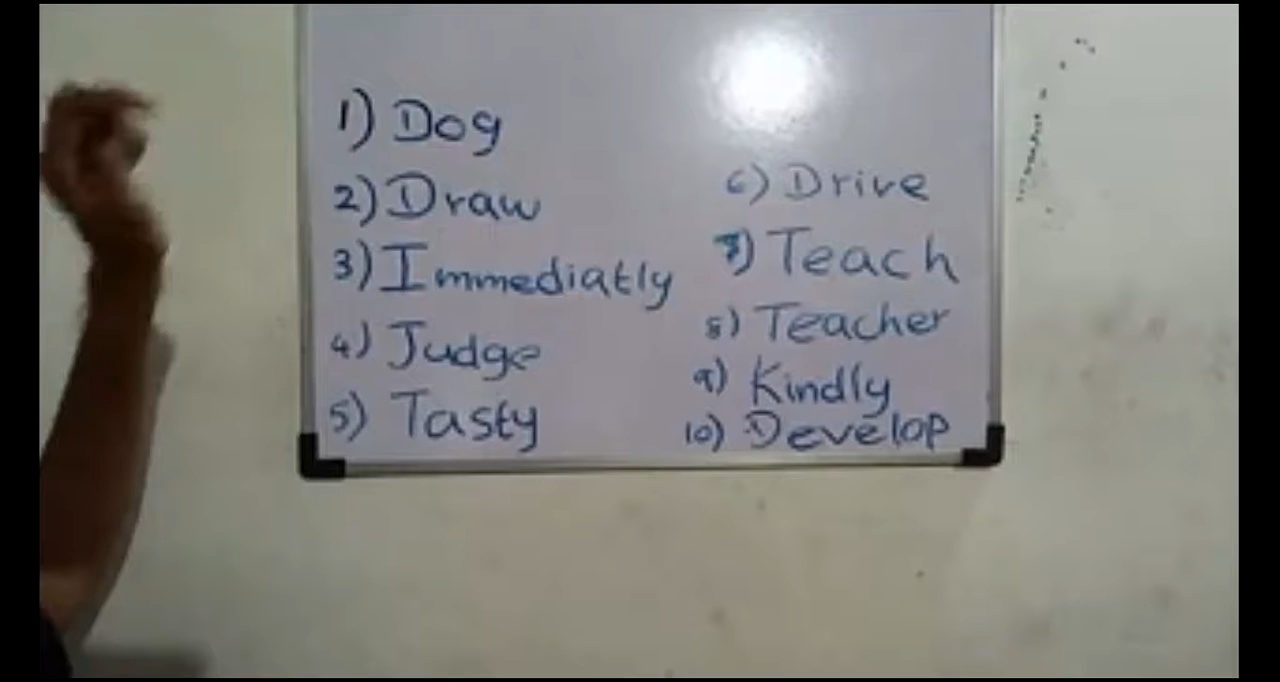 1) Dog
2) Draw
3) Immediatly
4) Judge
5) Tasty
6) Drive
7) Teach
8) Teacher
9) Kindly
10) Develop